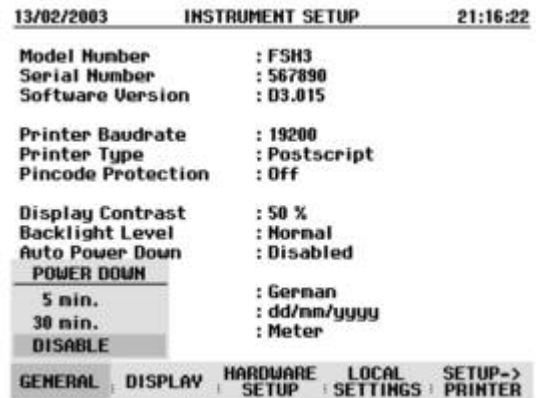 13/02/2003 INSTRUMENT SETUP 21:16:22
Model Number : FSH3
Serial Number : 567890
Software Version : D3.015
Printer Baudrate : 19200
Printer Type : Postscript
Pincode Protection : Off
Display Contrast : 50 %
Backlight Level : Normal
Auto Power Down : Disabled
POWER DOWN
5 min. : German
30 min. : dd/mm/yyyy
DISABLE : Meter
GENERAL DISPLAY HARDWARE SETUP LOCAL SETTINGS SETUP-> PRINTER